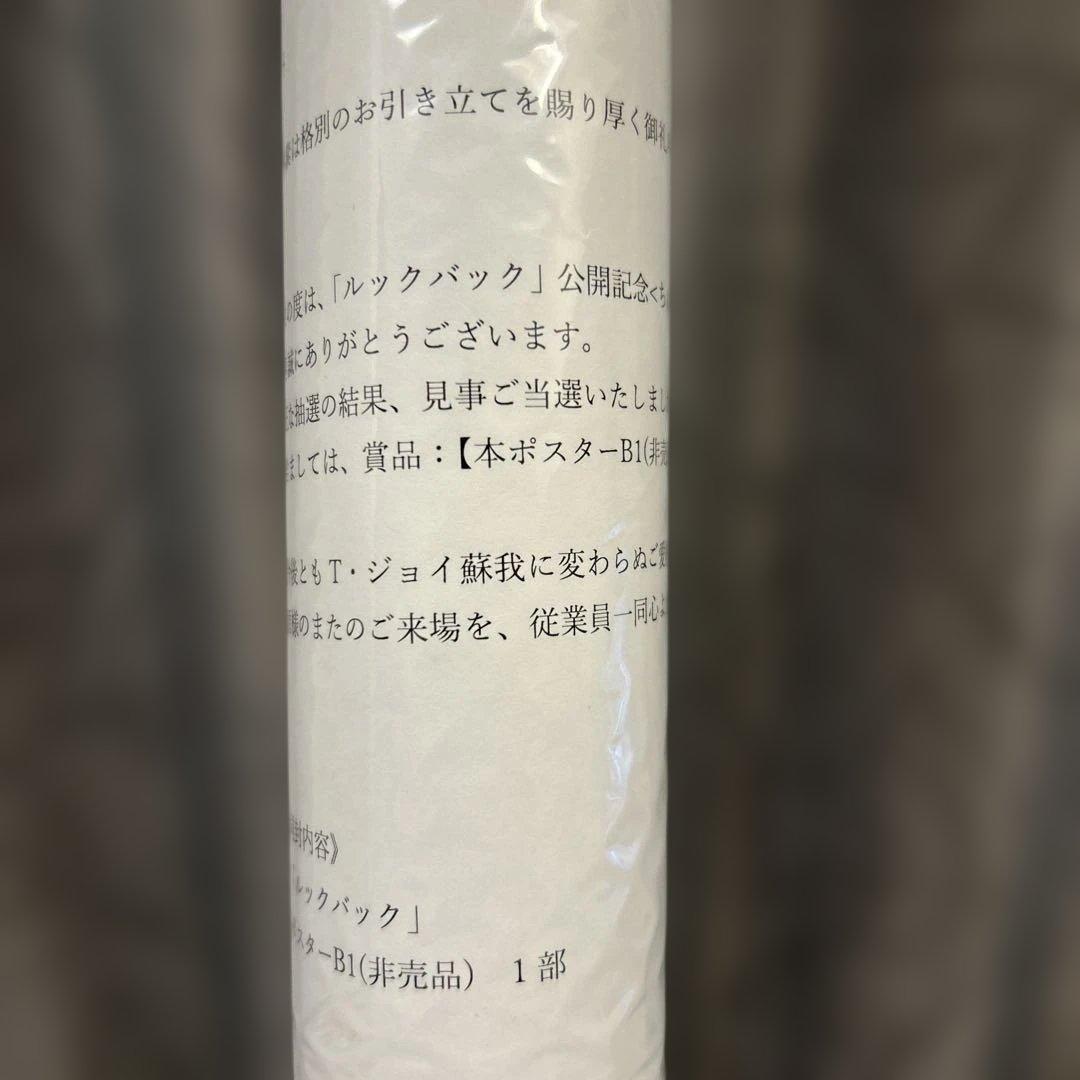 は格別のお引き立てを賜り厚く御礼
の度は、「ルックバック」公開記念くち
誠にありがとうございます。
な抽選の結果、見事ご当選いたしまし
ましては、賞品：【本ポスターB1(非売
後ともT・ジョイ蘇我に変わらぬご愛
様のまたのご来場を、従業員一同心よ
封内容》
ルックバック」
スターB1(非売品)　1部